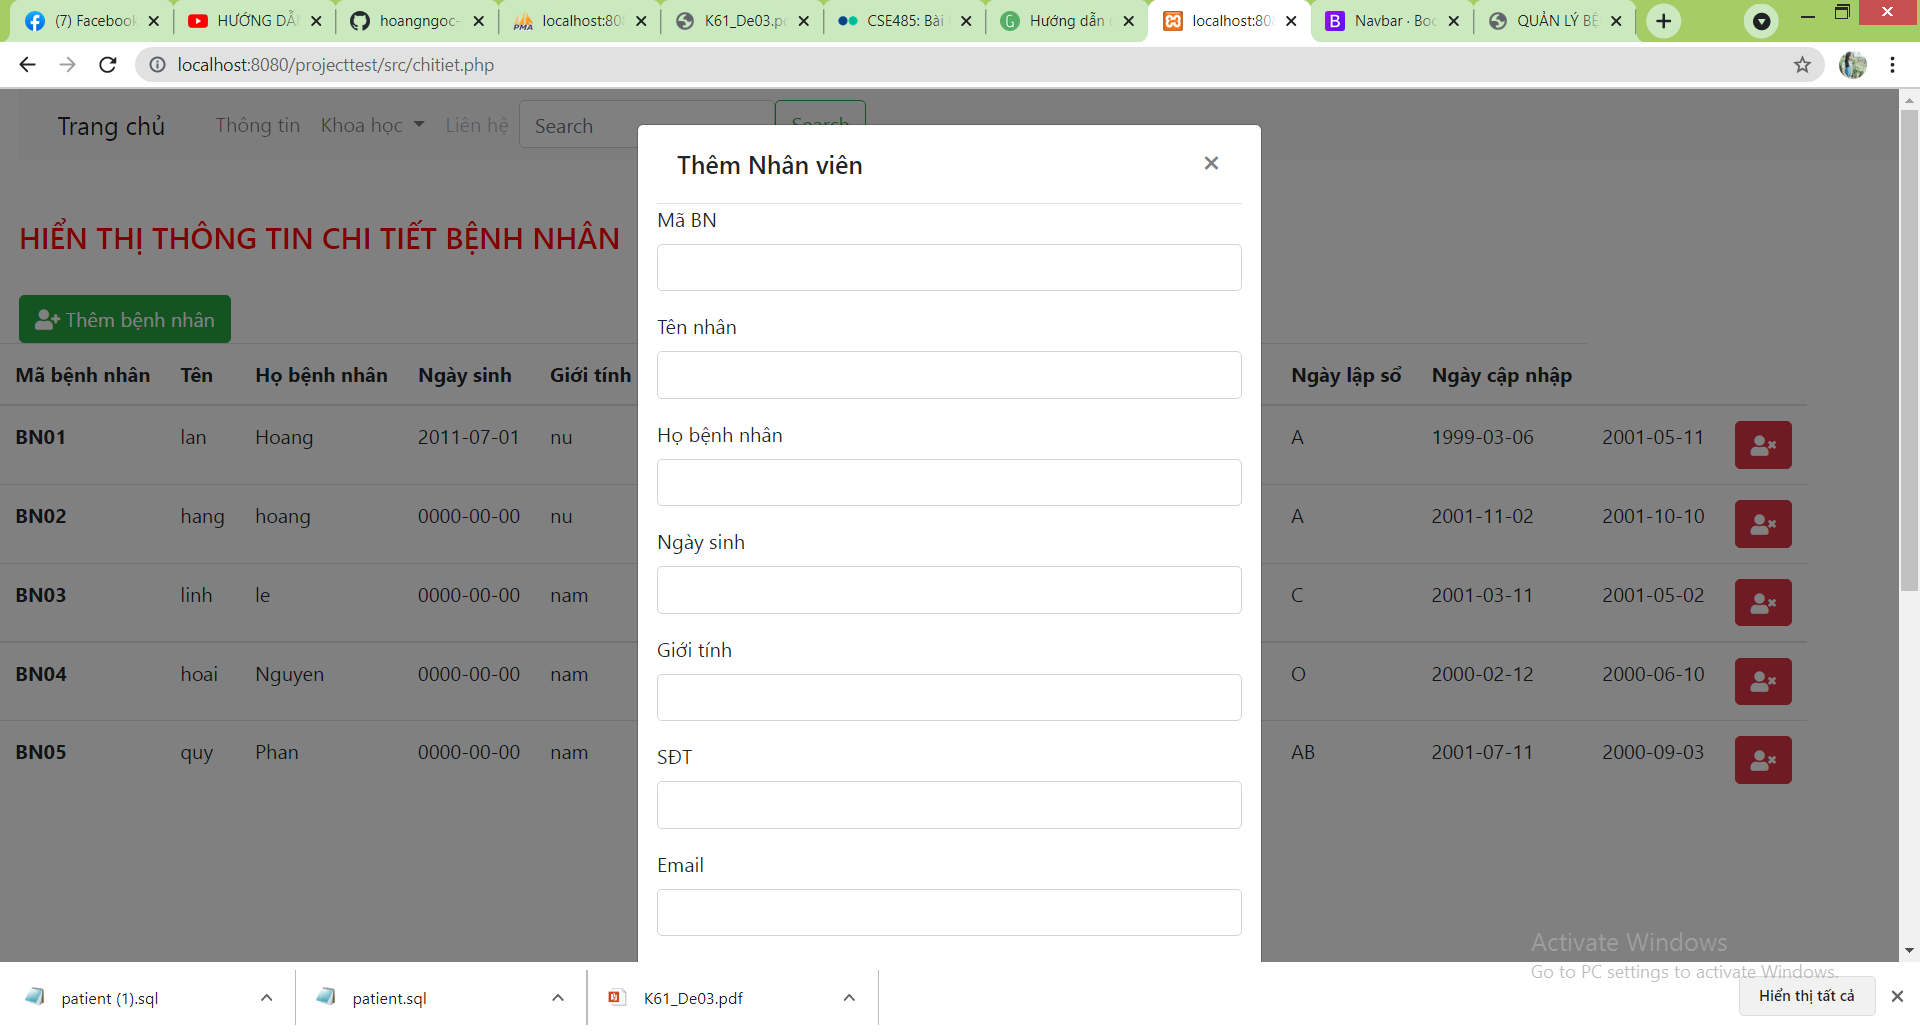 (7) Facebook
HƯỚNG DẪ
hoangngoc-
localhost:80
K61_De03.p
CSE485: Bài
Hướng dẫn
localhost:80
Navbar · Boo
QUẢN LÝ BỆ
localhost:8080/projecttest/src/chitiet.php
Trang chủ Thông tin Khoa học Liên hệ Search Search
Thêm Nhân viên
×
HIỂN THỊ THÔNG TIN CHI TIẾT BỆNH NHÂN
Thêm bệnh nhân
Mã bệnh nhân Tên Họ bệnh nhân Ngày sinh Giới tính Ngày lập sổ Ngày cập nhập
BN01 lan Hoang 2011-07-01 nu A 1999-03-06 2001-05-11
BN02 hang hoang 0000-00-00 nu A 2001-11-02 2001-10-10
BN03 linh le 0000-00-00 nam C 2001-03-11 2001-05-02
BN04 hoai Nguyen 0000-00-00 nam O 2000-02-12 2000-06-10
BN05 quy Phan 0000-00-00 nam AB 2001-07-11 2000-09-03
Mã BN
Tên nhân
Họ bệnh nhân
Ngày sinh
Giới tính
SĐT
Email
Activate Windows
Go to PC settings to activate Windows.
patient (1).sql
patient.sql
K61_De03.pdf
Hiển thị tất cả